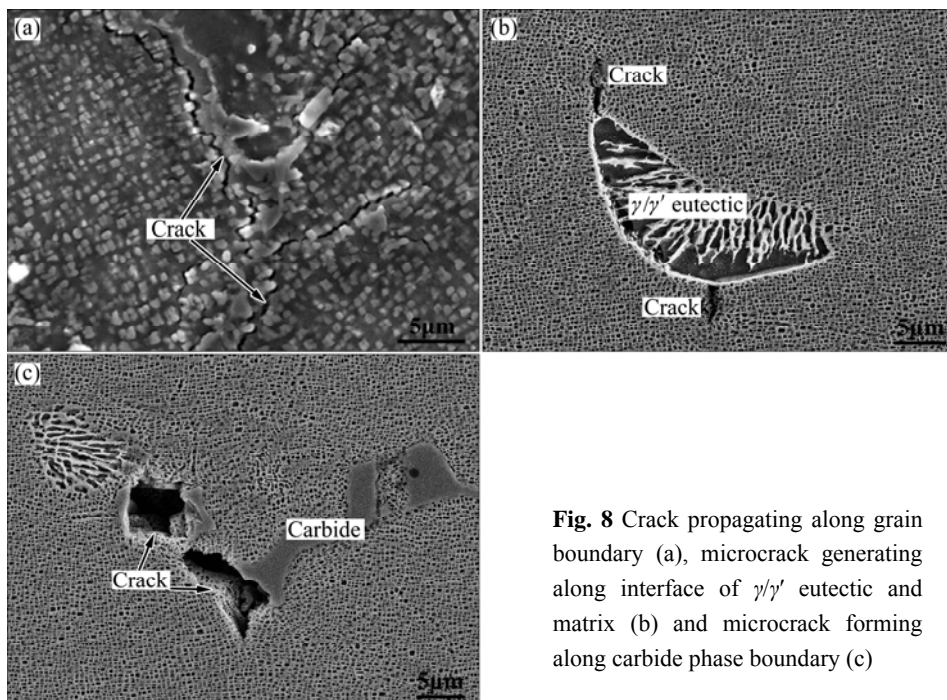 (a)
Crack
5μm
(b)
Crack
γ/γ′ eutectic
Crack
5μm
(c)
Carbide
Crack
5μm
Fig. 8 Crack propagating along grain
boundary (a), microcrack generating
along interface of γ/γ′ eutectic and
matrix (b) and microcrack forming
along carbide phase boundary (c)